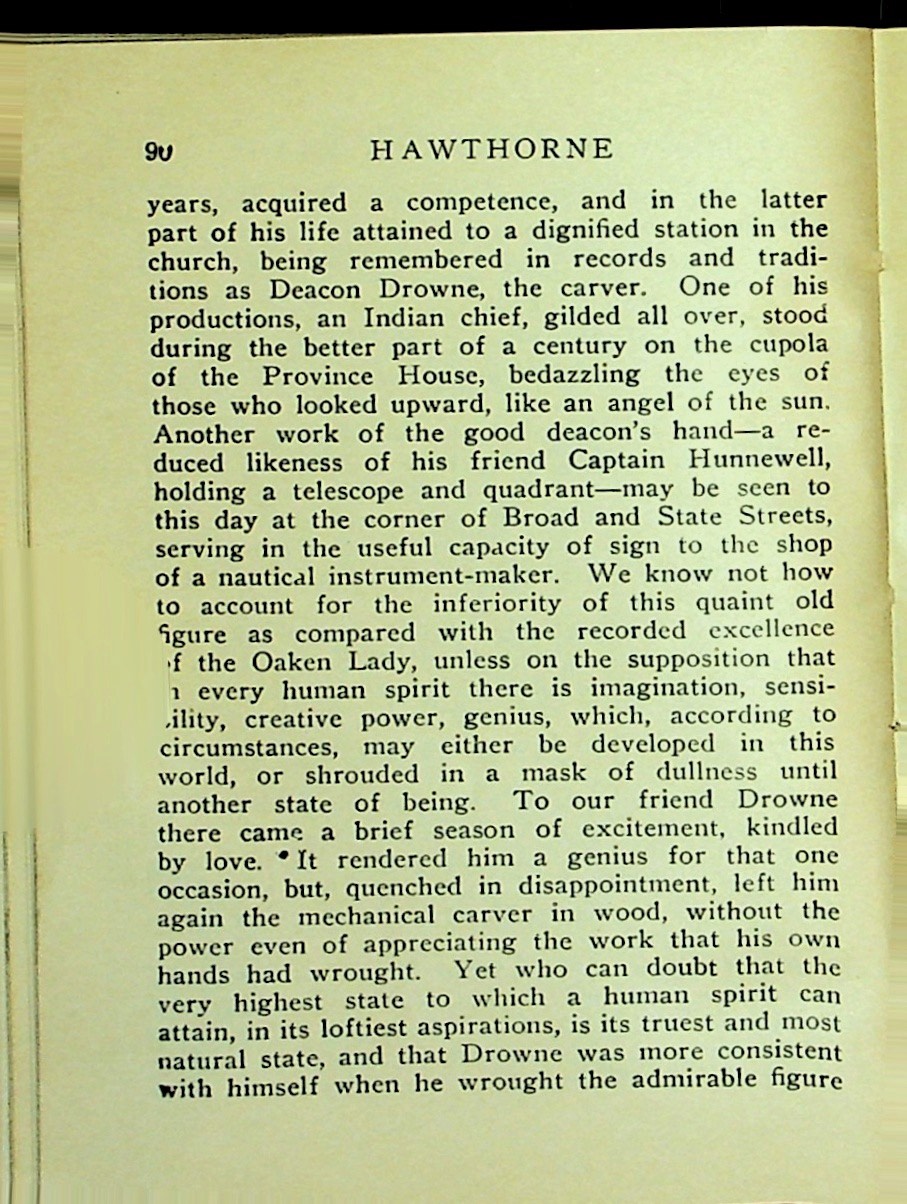 90 HAWTHORNE
years, acquired a competence, and in the latter
part of his life attained to a dignified station in the
church, being remembered in records and tradi-
tions as Deacon Drowne, the carver. One of his
productions, an Indian chief, gilded all over, stood
during the better part of a century on the cupola
of the Province House, bedazzling the eyes of
those who looked upward, like an angel of the sun.
Another work of the good deacon's hand—a re-
duced likeness of his friend Captain Hunnewell,
holding a telescope and quadrant—may be seen to
this day at the corner of Broad and State Streets,
serving in the useful capacity of sign to the shop
of a nautical instrument-maker. We know not how
to account for the inferiority of this quaint old
figure as compared with the recorded excellence
f the Oaken Lady, unless on the supposition that
every human spirit there is imagination, sensi-
ility, creative power, genius, which, according to
circumstances, may either be developed in this
world, or shrouded in a mask of dullness until
another state of being. To our friend Drowne
there came a brief season of excitement, kindled
by love. It rendered him a genius for that one
occasion, but, quenched in disappointment, left him
again the mechanical carver in wood, without the
power even of appreciating the work that his own
hands had wrought. Yet who can doubt that the
very highest state to which a human spirit can
attain, in its loftiest aspirations, is its truest and most
natural state, and that Drowne was more consistent
with himself when he wrought the admirable figure